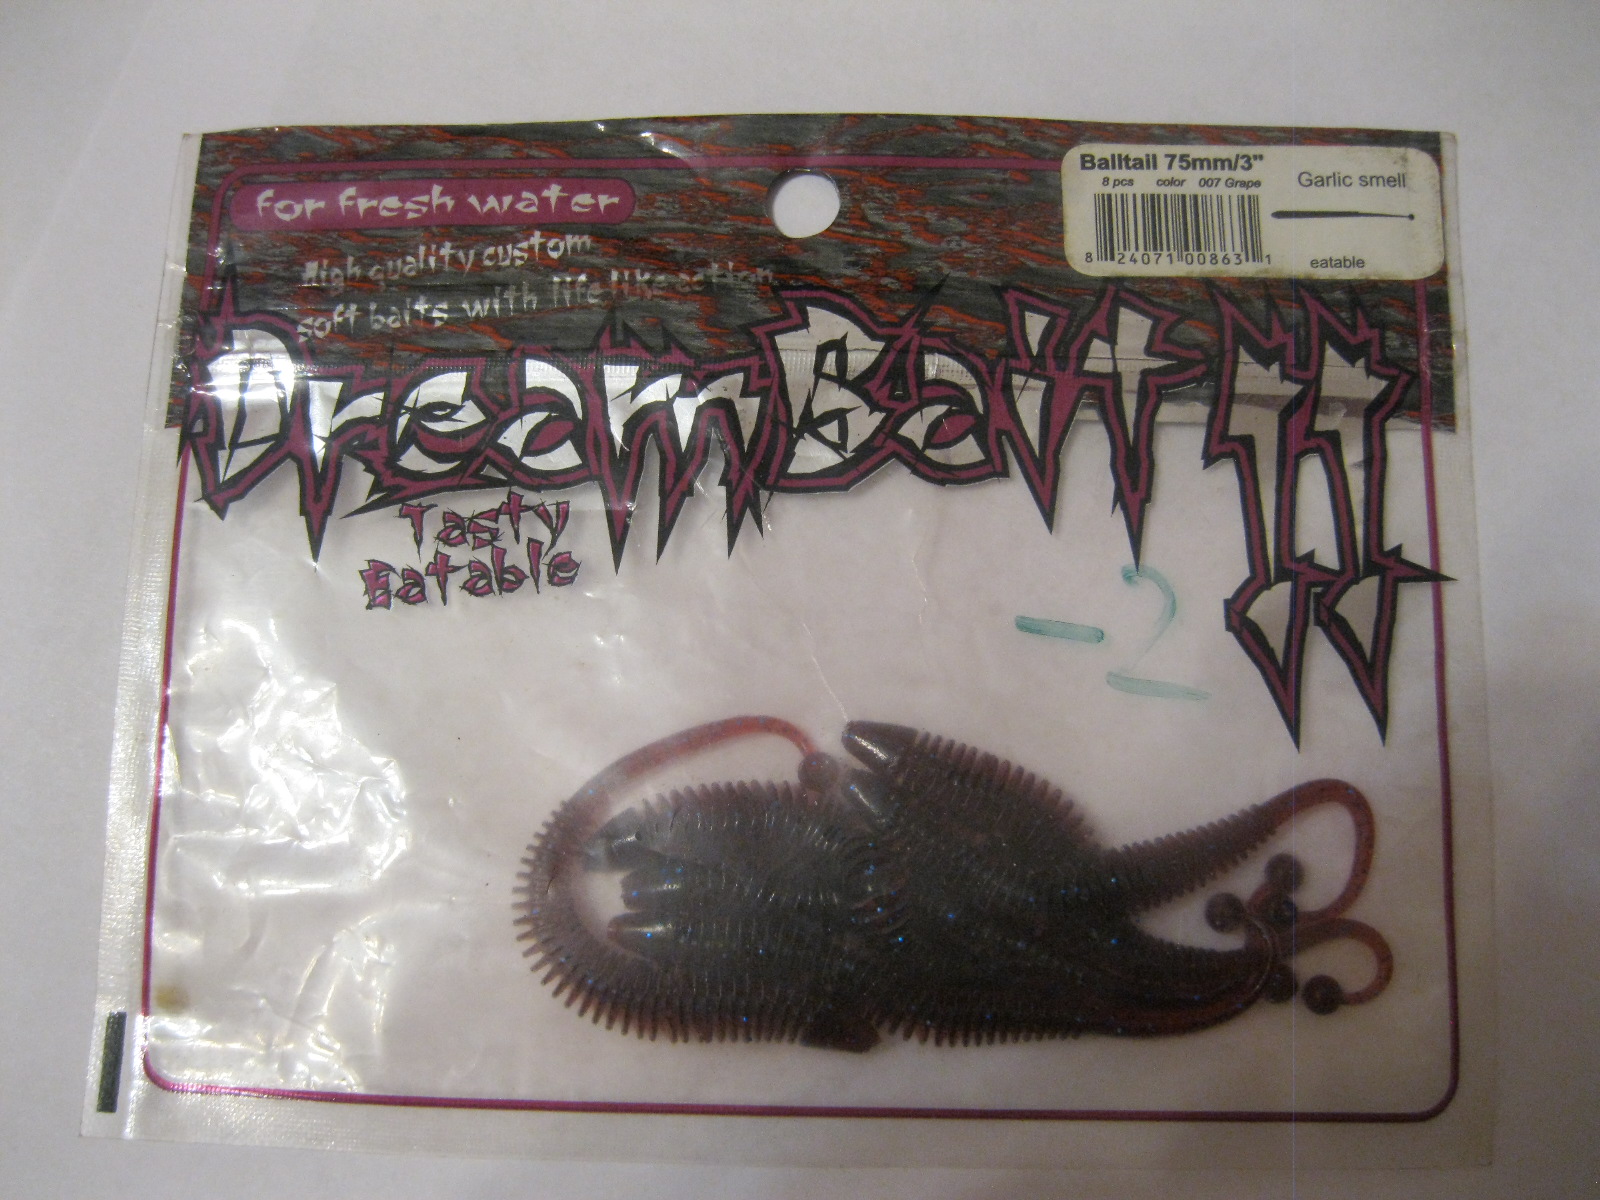 for fresh water
High quality custom
soft baits with life like action
DreamBait !!
Tasty
Eatable
Balltail 75mm/3"
8 pcs color 007 Grape
Garlic smell
8 24071 00863 1
eatable
-2